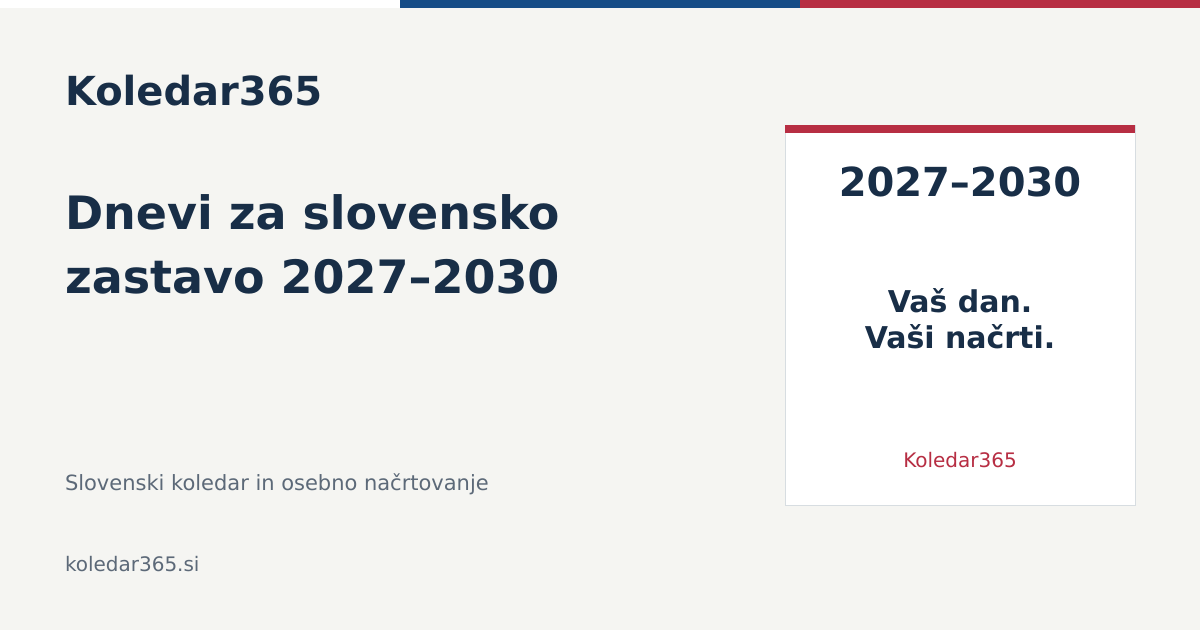 Koledar365
Dnevi za slovensko
zastavo 2027–2030
Slovenski koledar in osebno načrtovanje
koledar365.si
2027–2030
Vaš dan.
Vaši načrti.
Koledar365